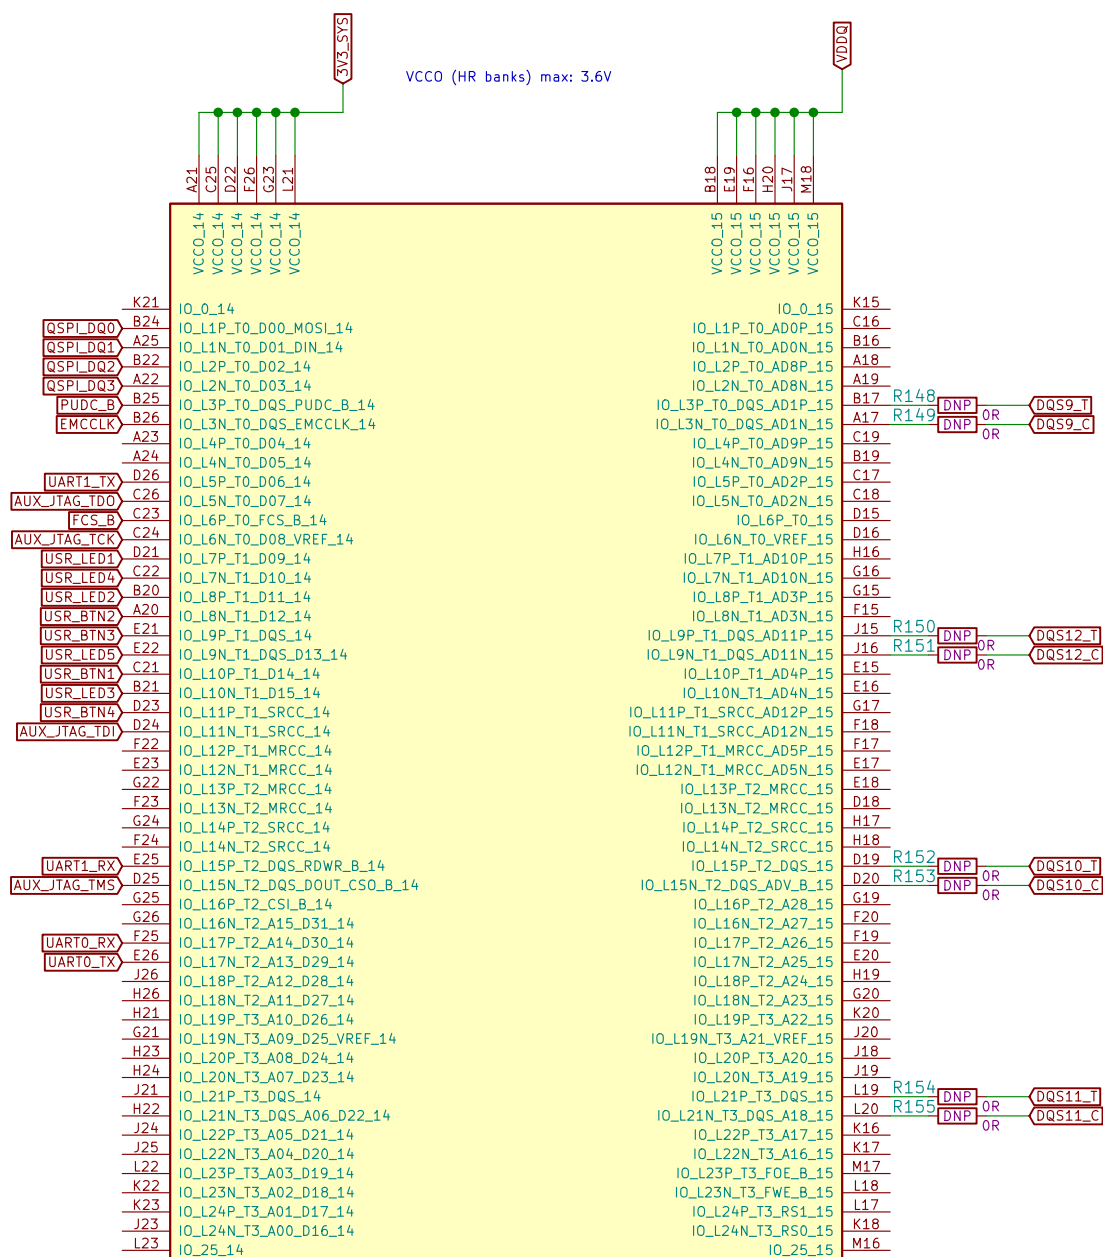 3V3_SYS
VDDQ
VCCO (HR banks) max: 3.6V
A21 C25 D22 F26 G23 L21 B18 E19 F16 H20 J17 M18
VCCO_14 VCCO_14 VCCO_14 VCCO_14 VCCO_14 VCCO_14 VCCO_15 VCCO_15 VCCO_15 VCCO_15 VCCO_15 VCCO_15
K21 IO_0_14 IO_0_15 K15
QSPI_DQ0 B24 IO_L1P_T0_D00_MOSI_14 IO_L1P_T0_AD0P_15 C16
QSPI_DQ1 A25 IO_L1N_T0_D01_DIN_14 IO_L1N_T0_AD0N_15 B16
QSPI_DQ2 B22 IO_L2P_T0_D02_14 IO_L2P_T0_AD8P_15 A18
QSPI_DQ3 A22 IO_L2N_T0_D03_14 IO_L2N_T0_AD8N_15 A19
PUDC_B B25 IO_L3P_T0_DQS_PUDC_B_14 IO_L3P_T0_DQS_AD1P_15 B17 R148 DNP 0R DQS9_T
EMCCLK B26 IO_L3N_T0_DQS_EMCCLK_14 IO_L3N_T0_DQS_AD1N_15 A17 R149 DNP 0R DQS9_C
A23 IO_L4P_T0_D04_14 IO_L4P_T0_AD9P_15 C19
A24 IO_L4N_T0_D05_14 IO_L4N_T0_AD9N_15 B19
UART1_TX D26 IO_L5P_T0_D06_14 IO_L5P_T0_AD2P_15 C17
AUX_JTAG_TDO C26 IO_L5N_T0_D07_14 IO_L5N_T0_AD2N_15 C18
FCS_B C23 IO_L6P_T0_FCS_B_14 IO_L6P_T0_15 D15
AUX_JTAG_TCK C24 IO_L6N_T0_D08_VREF_14 IO_L6N_T0_VREF_15 D16
USR_LED1 D21 IO_L7P_T1_D09_14 IO_L7P_T1_AD10P_15 H16
USR_LED4 C22 IO_L7N_T1_D10_14 IO_L7N_T1_AD10N_15 G16
USR_LED2 B20 IO_L8P_T1_D11_14 IO_L8P_T1_AD3P_15 G15
USR_BTN2 A20 IO_L8N_T1_D12_14 IO_L8N_T1_AD3N_15 F15
USR_BTN3 E21 IO_L9P_T1_DQS_14 IO_L9P_T1_DQS_AD11P_15 J15 R150 DNP 0R DQS12_T
USR_LED5 E22 IO_L9N_T1_DQS_D13_14 IO_L9N_T1_DQS_AD11N_15 J16 R151 DNP 0R DQS12_C
USR_BTN1 C21 IO_L10P_T1_D14_14 IO_L10P_T1_AD4P_15 E15
USR_LED3 B21 IO_L10N_T1_D15_14 IO_L10N_T1_AD4N_15 E16
USR_BTN4 D23 IO_L11P_T1_SRCC_14 IO_L11P_T1_SRCC_AD12P_15 G17
AUX_JTAG_TDI D24 IO_L11N_T1_SRCC_14 IO_L11N_T1_SRCC_AD12N_15 F18
F22 IO_L12P_T1_MRCC_14 IO_L12P_T1_MRCC_AD5P_15 F17
E23 IO_L12N_T1_MRCC_14 IO_L12N_T1_MRCC_AD5N_15 E17
G22 IO_L13P_T2_MRCC_14 IO_L13P_T2_MRCC_15 E18
F23 IO_L13N_T2_MRCC_14 IO_L13N_T2_MRCC_15 D18
G24 IO_L14P_T2_SRCC_14 IO_L14P_T2_SRCC_15 H17
F24 IO_L14N_T2_SRCC_14 IO_L14N_T2_SRCC_15 H18
UART1_RX E25 IO_L15P_T2_DQS_RDWR_B_14 IO_L15P_T2_DQS_15 D19 R152 DNP 0R DQS10_T
AUX_JTAG_TMS D25 IO_L15N_T2_DQS_DOUT_CSO_B_14 IO_L15N_T2_DQS_ADV_B_15 D20 R153 DNP 0R DQS10_C
G25 IO_L16P_T2_CSI_B_14 IO_L16P_T2_A28_15 G19
G26 IO_L16N_T2_A15_D31_14 IO_L16N_T2_A27_15 F20
UART0_RX F25 IO_L17P_T2_A14_D30_14 IO_L17P_T2_A26_15 F19
UART0_TX E26 IO_L17N_T2_A13_D29_14 IO_L17N_T2_A25_15 E20
J26 IO_L18P_T2_A12_D28_14 IO_L18P_T2_A24_15 H19
H26 IO_L18N_T2_A11_D27_14 IO_L18N_T2_A23_15 G20
H21 IO_L19P_T3_A10_D26_14 IO_L19P_T3_A22_15 K20
G21 IO_L19N_T3_A09_D25_VREF_14 IO_L19N_T3_A21_VREF_15 J20
H23 IO_L20P_T3_A08_D24_14 IO_L20P_T3_A20_15 J18
H24 IO_L20N_T3_A07_D23_14 IO_L20N_T3_A19_15 J19
J21 IO_L21P_T3_DQS_14 IO_L21P_T3_DQS_15 L19 R154 DNP 0R DQS11_T
H22 IO_L21N_T3_DQS_A06_D22_14 IO_L21N_T3_DQS_A18_15 L20 R155 DNP 0R DQS11_C
J24 IO_L22P_T3_A05_D21_14 IO_L22P_T3_A17_15 K16
J25 IO_L22N_T3_A04_D20_14 IO_L22N_T3_A16_15 K17
L22 IO_L23P_T3_A03_D19_14 IO_L23P_T3_FOE_B_15 M17
K22 IO_L23N_T3_A02_D18_14 IO_L23N_T3_FWE_B_15 L18
K23 IO_L24P_T3_A01_D17_14 IO_L24P_T3_RS1_15 L17
J23 IO_L24N_T3_A00_D16_14 IO_L24N_T3_RS0_15 K18
L23 IO_25_14 IO_25_15 M16